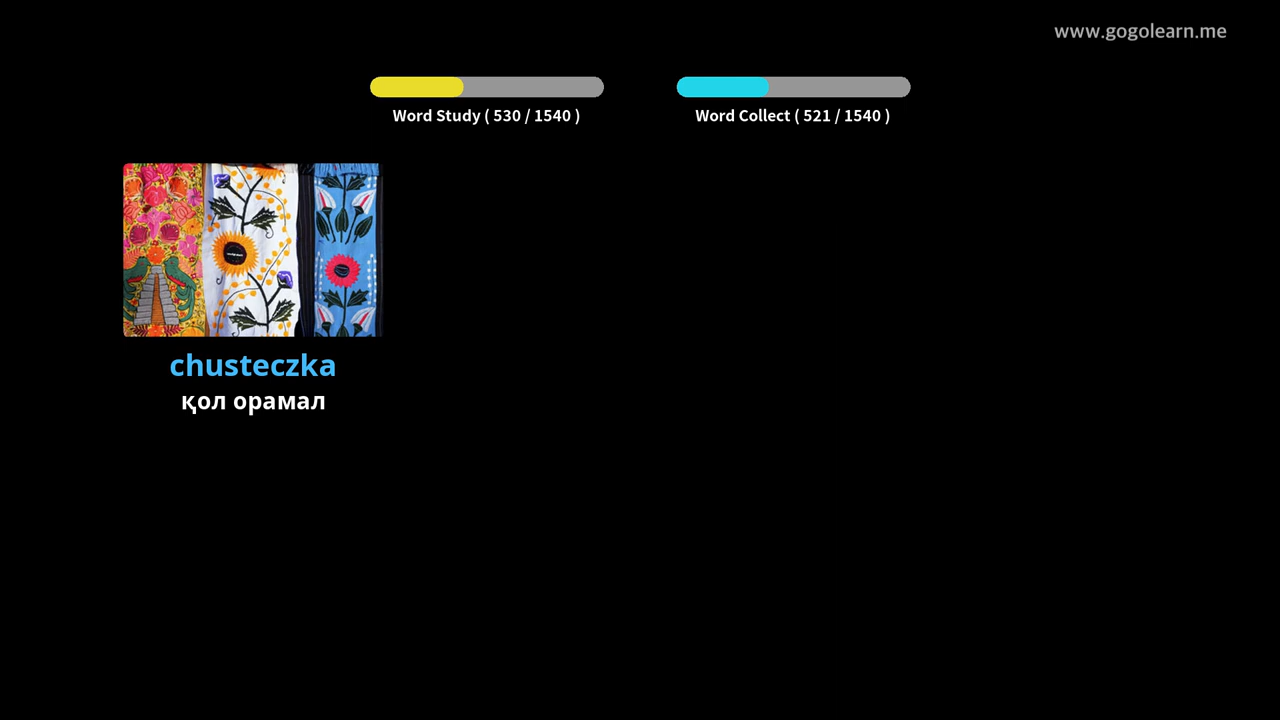 www.gogolearn.me
Word Study ( 530 / 1540 )
Word Collect ( 521 / 1540 )
chusteczka
қол орамал